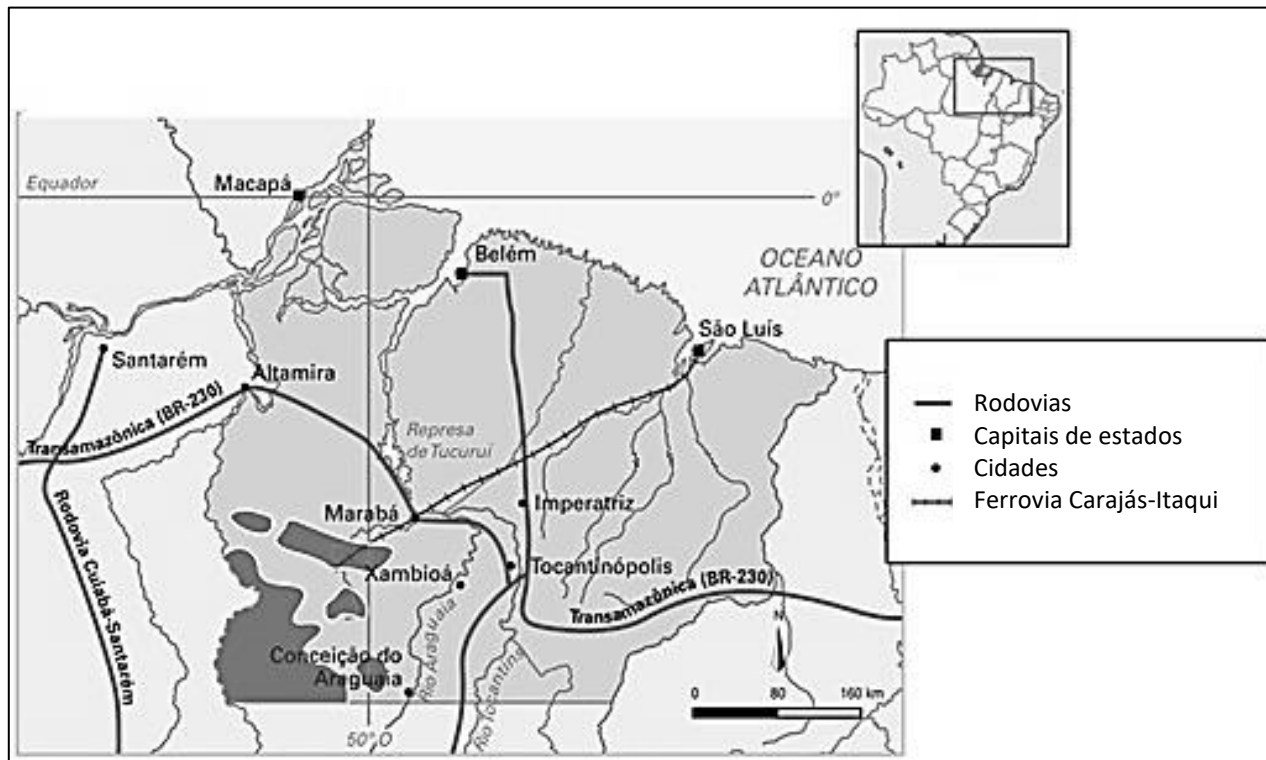 Equador
Macapá
0°
Belém
OCEANO
ATLÂNTICO
São Luís
Santarém
Altamira
Transamazônica (BR-230)
Represa
de Tucuruí
Rodovias
Capitais de estados
Cidades
Ferrovia Carajás-Itaqui
Imperatriz
Marabá
Rodovia Cuiabá-Santarém
Xambioá
Tocantinópolis
Transamazônica (BR-230)
N
Conceição do
Araguaia
Rio Araguaia
Rio Tocantins
0 80 160 km
50° O